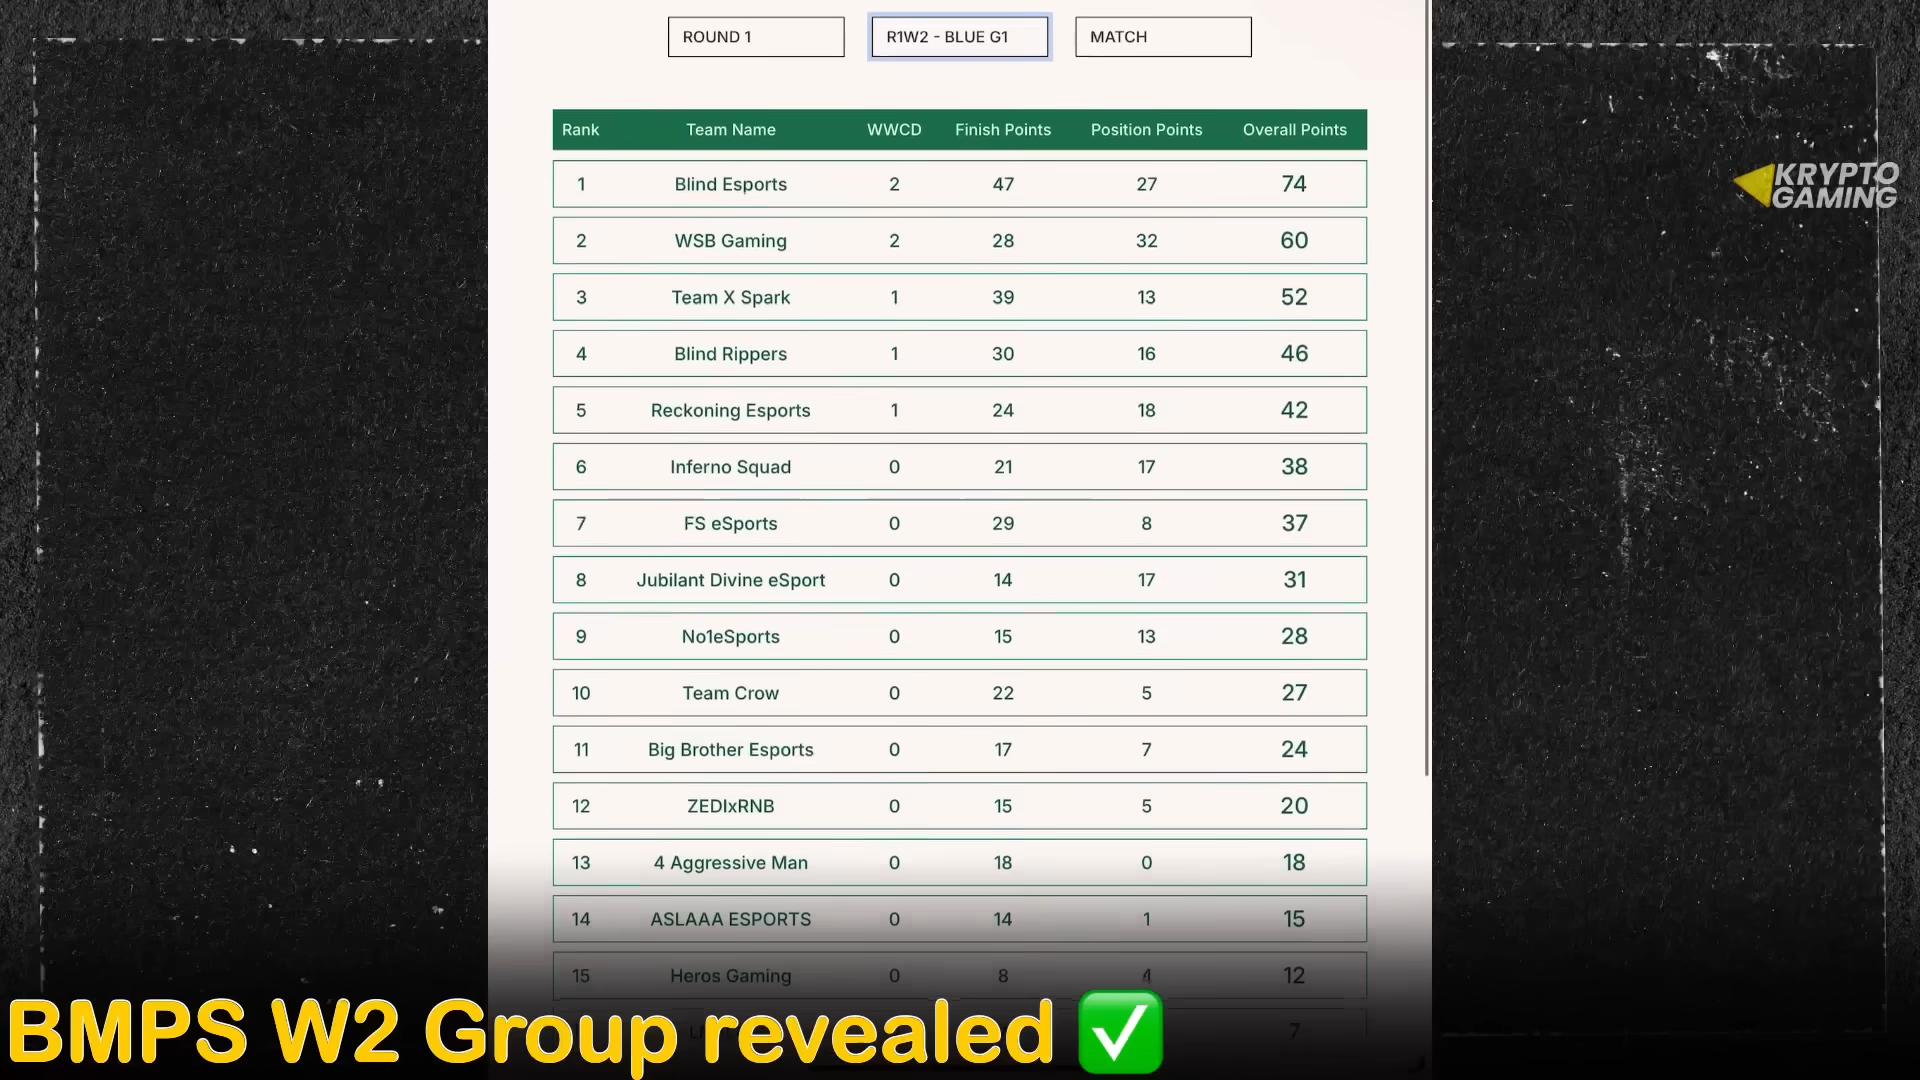 ROUND 1 R1W2 - BLUE G1 MATCH
Rank Team Name WWCD Finish Points Position Points Overall Points
1 Blind Esports 2 47 27 74
2 WSB Gaming 2 28 32 60
3 Team X Spark 1 39 13 52
4 Blind Rippers 1 30 16 46
5 Reckoning Esports 1 24 18 42
6 Inferno Squad 0 21 17 38
7 FS eSports 0 29 8 37
8 Jubilant Divine eSport 0 14 17 31
9 No1eSports 0 15 13 28
10 Team Crow 0 22 5 27
11 Big Brother Esports 0 17 7 24
12 ZEDIxRNB 0 15 5 20
13 4 Aggressive Man 0 18 0 18
14 ASLAAA ESPORTS 0 14 1 15
15 Heros Gaming 0 8 4 12
7
KRYPTO
GAMING
BMPS W2 Group revealed ✅